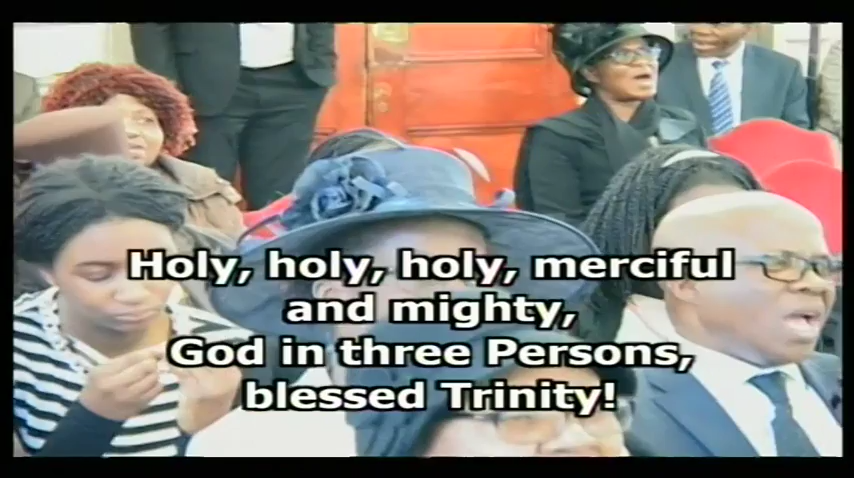 Holy, holy, holy, merciful
and mighty,
God in three Persons,
blessed Trinity!